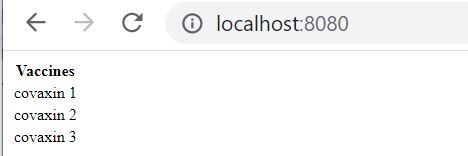 localhost:8080
Vaccines
covaxin 1
covaxin 2
covaxin 3